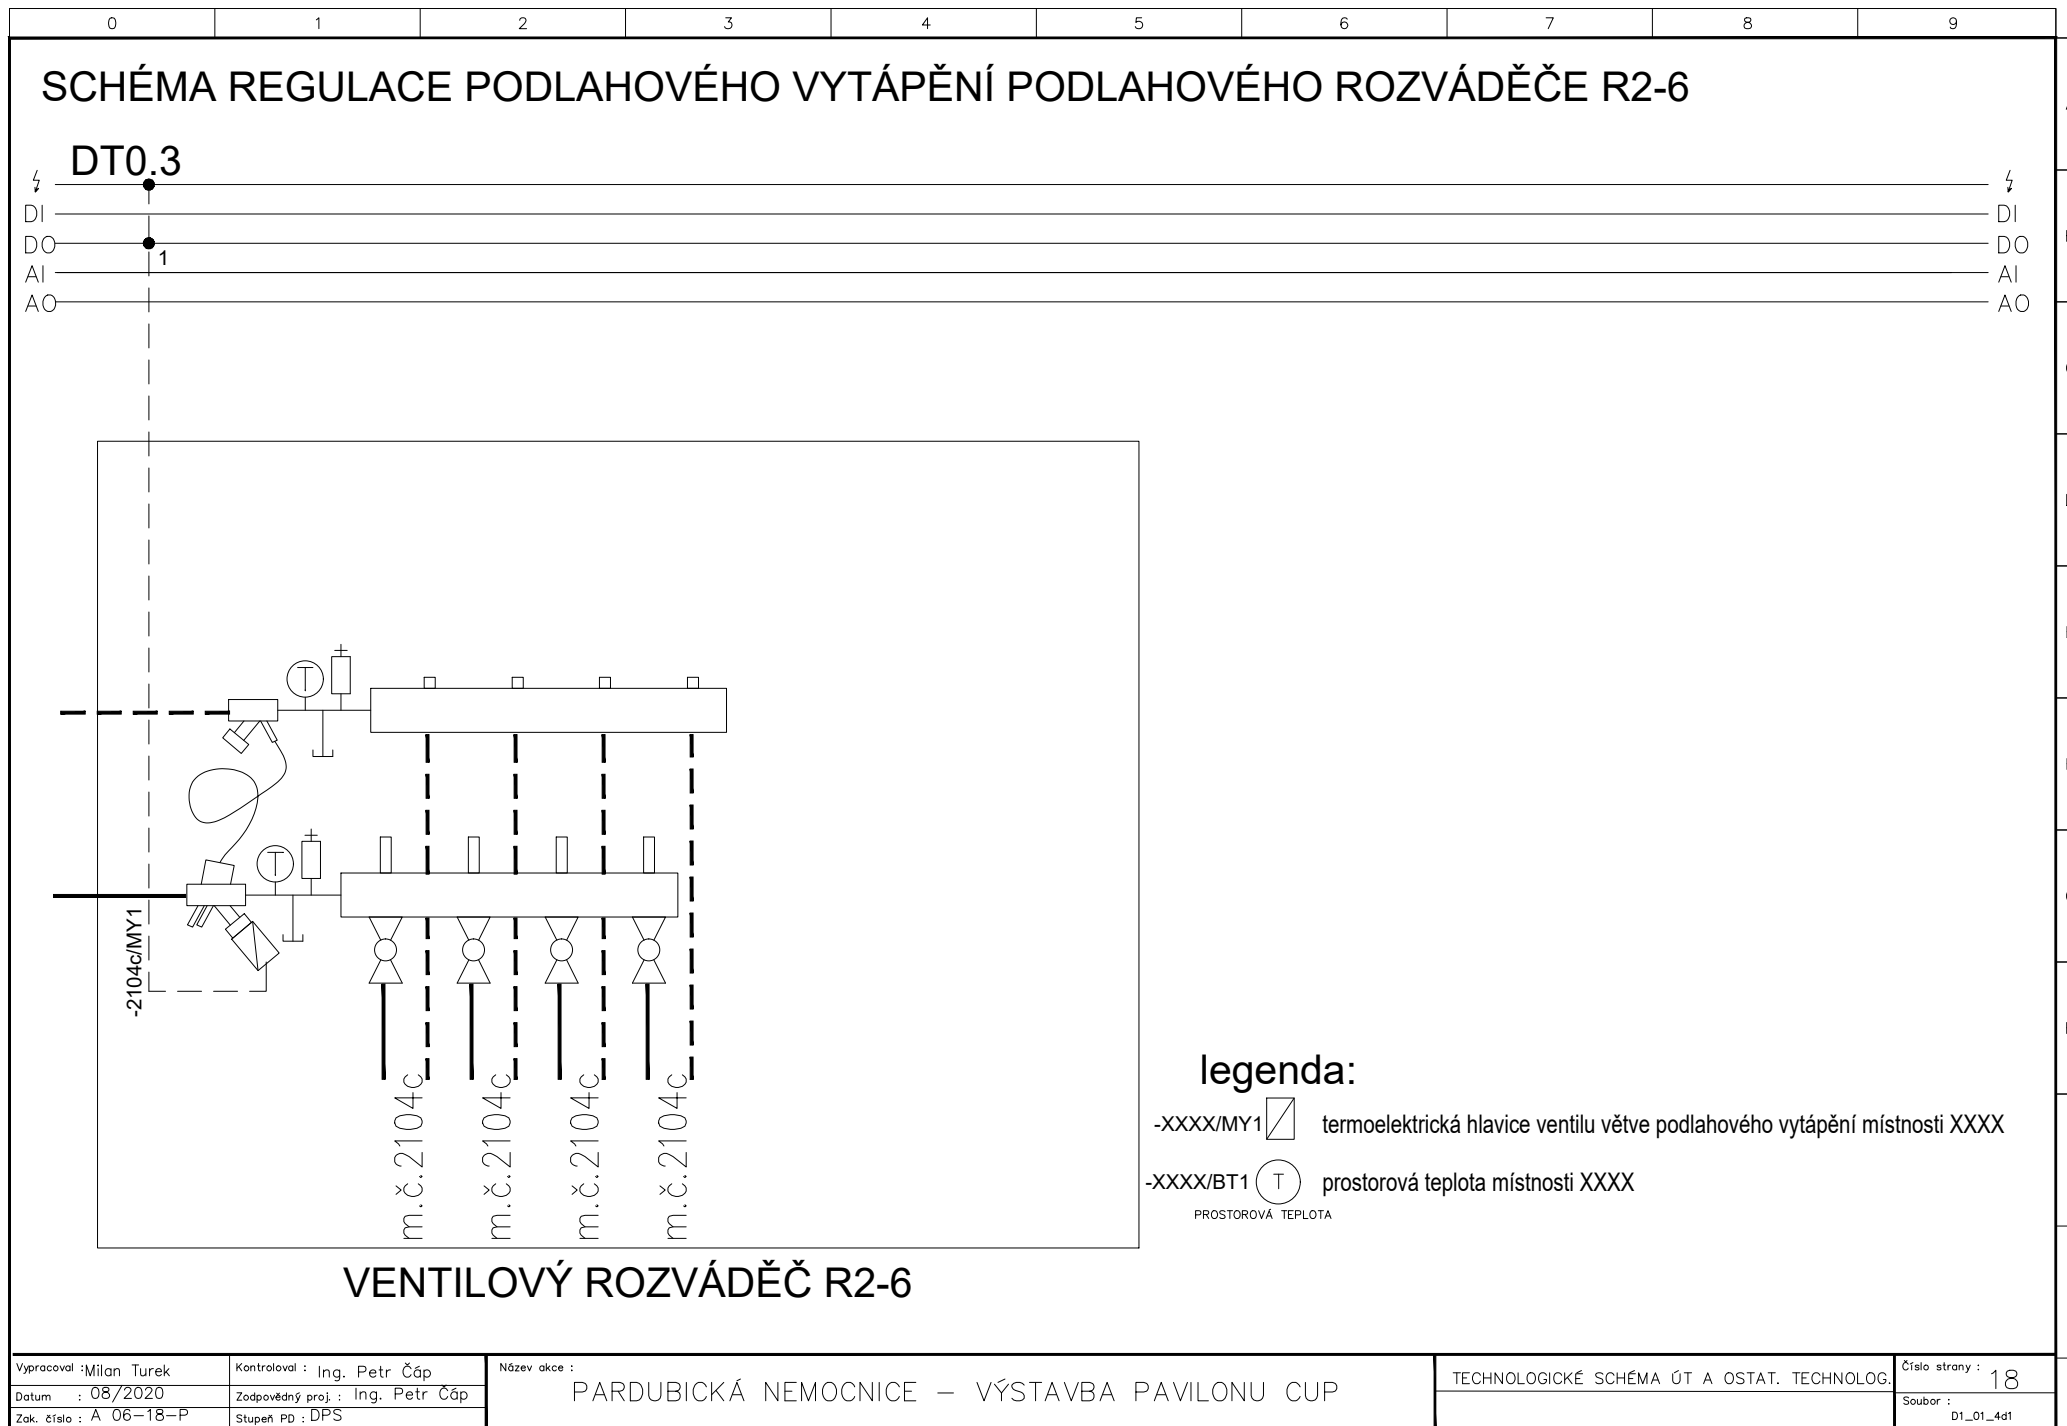 0 1 2 3 4 5 6 7 8 9
SCHÉMA REGULACE PODLAHOVÉHO VYTÁPĚNÍ PODLAHOVÉHO ROZVÁDĚČE R2-6
DT0.3
DI DI
DO DO
1
AI AI
AO AO
T
T
-2104c/MY1
m.č.2104c
m.č.2104c
m.č.2104c
m.č.2104c
legenda:
-XXXX/MY1 termoelektrická hlavice ventilu větve podlahového vytápění místnosti XXXX
-XXXX/BT1 T prostorová teplota místnosti XXXX
PROSTOROVÁ TEPLOTA
VENTILOVÝ ROZVÁDĚČ R2-6
Vypracoval : Milan Turek
Datum : 08/2020
Zak. číslo : A 06-18-P
Kontroloval : Ing. Petr Čáp
Zodpovědný proj. : Ing. Petr Čáp
Stupeň PD : DPS
Název akce :
PARDUBICKÁ NEMOCNICE – VÝSTAVBA PAVILONU CUP
TECHNOLOGICKÉ SCHÉMA ÚT A OSTAT. TECHNOLOG.
Číslo strany : 18
Soubor :
D1_01_4d1